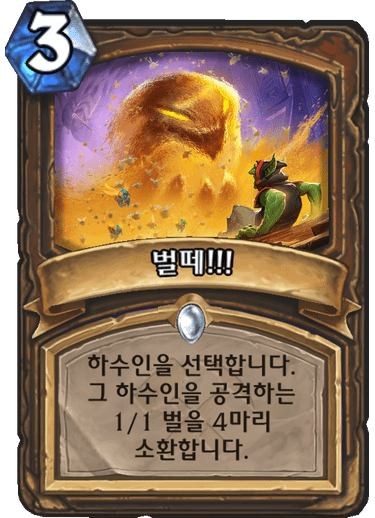 3
벌떼!!!
하수인을 선택합니다.
그 하수인을 공격하는
1/1 벌을 4마리
소환합니다.